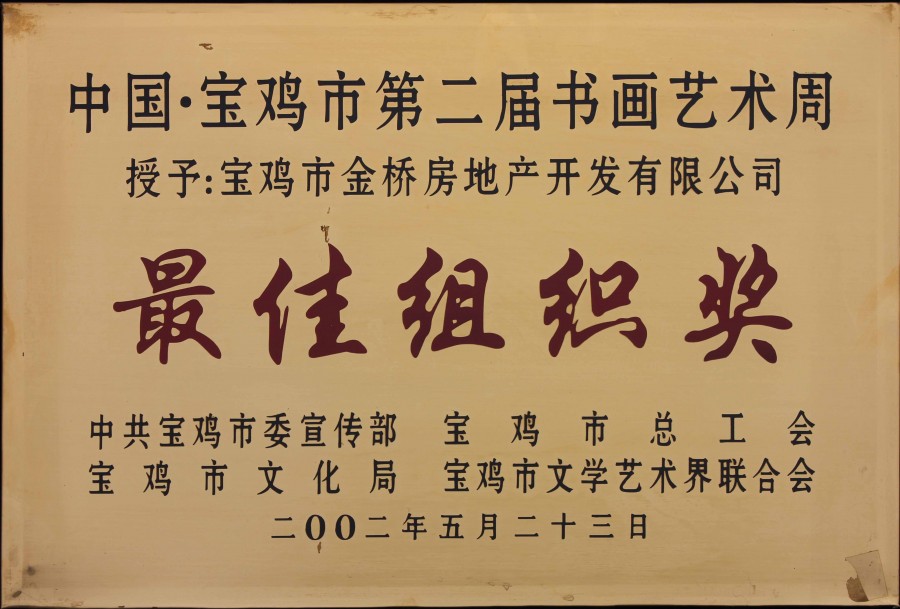 中国·宝鸡市第二届书画艺术周
授予:宝鸡市金桥房地产开发有限公司
最佳组织奖
中共宝鸡市委宣传部 宝鸡市总工会
宝鸡市文化局 宝鸡市文学艺术界联合会
二00二年五月二十三日